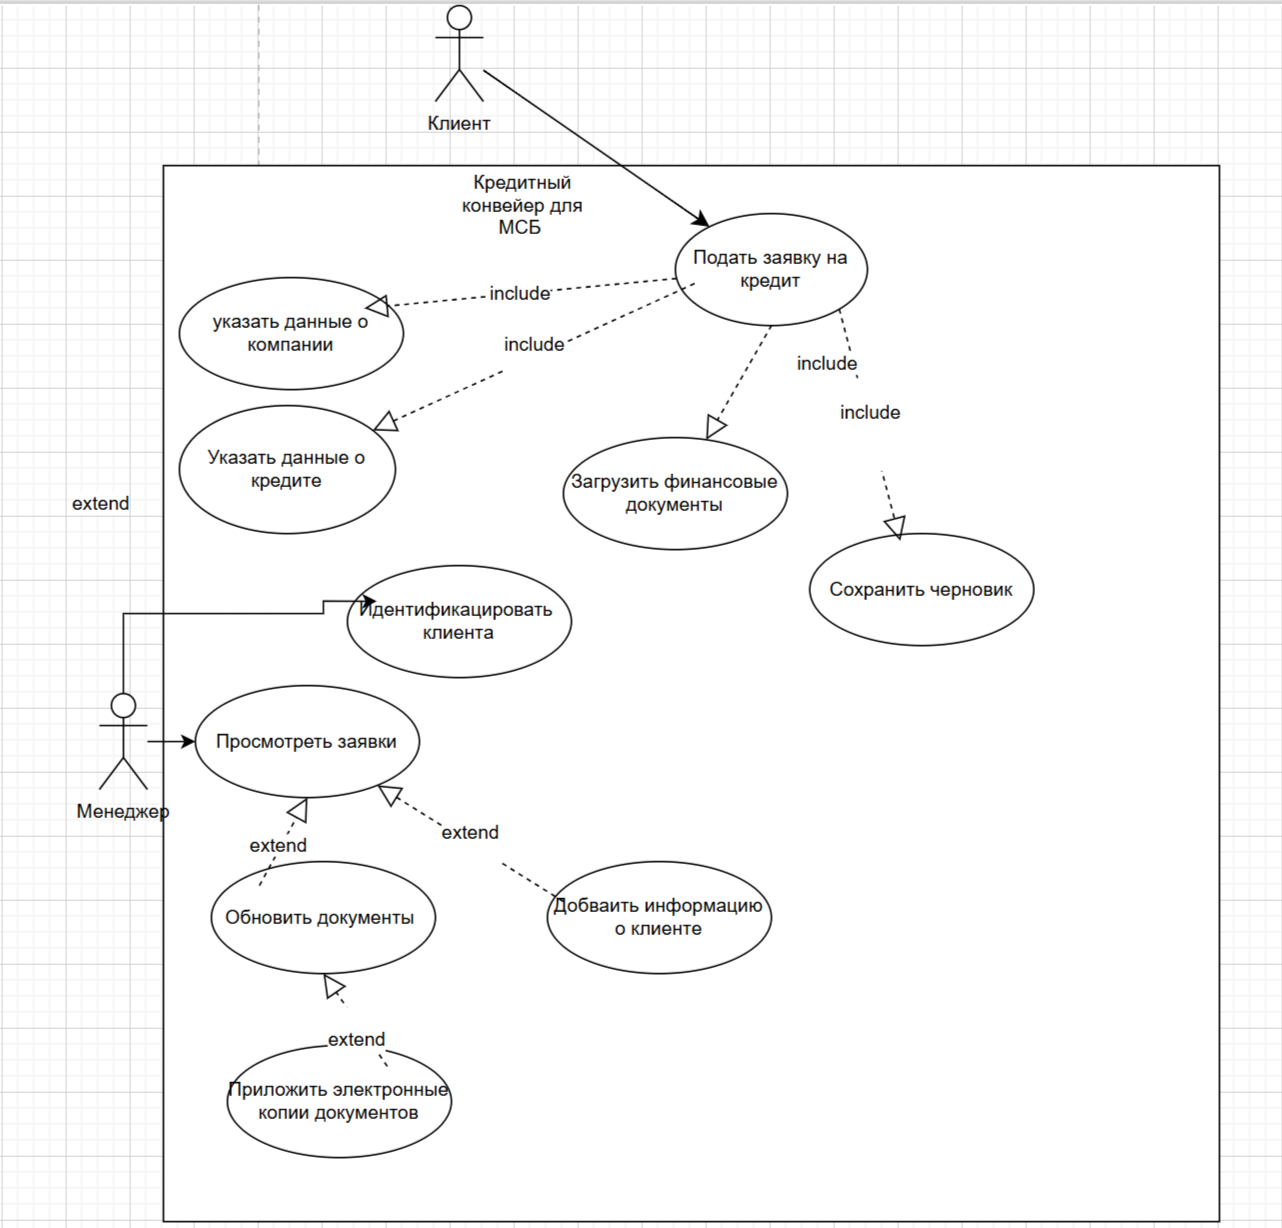 Клиент
Кредитный
конвейер для
МСБ
Подать заявку на
кредит
include
указать данные о
компании
include
include
include
Указать данные о
кредите
Загрузить финансовые
документы
extend
Сохранить черновик
Идентификацировать
клиента
Просмотреть заявки
Менеджер
extend
extend
Обновить документы
Добваить информацию
о клиенте
extend
Приложить электронные
копии документов